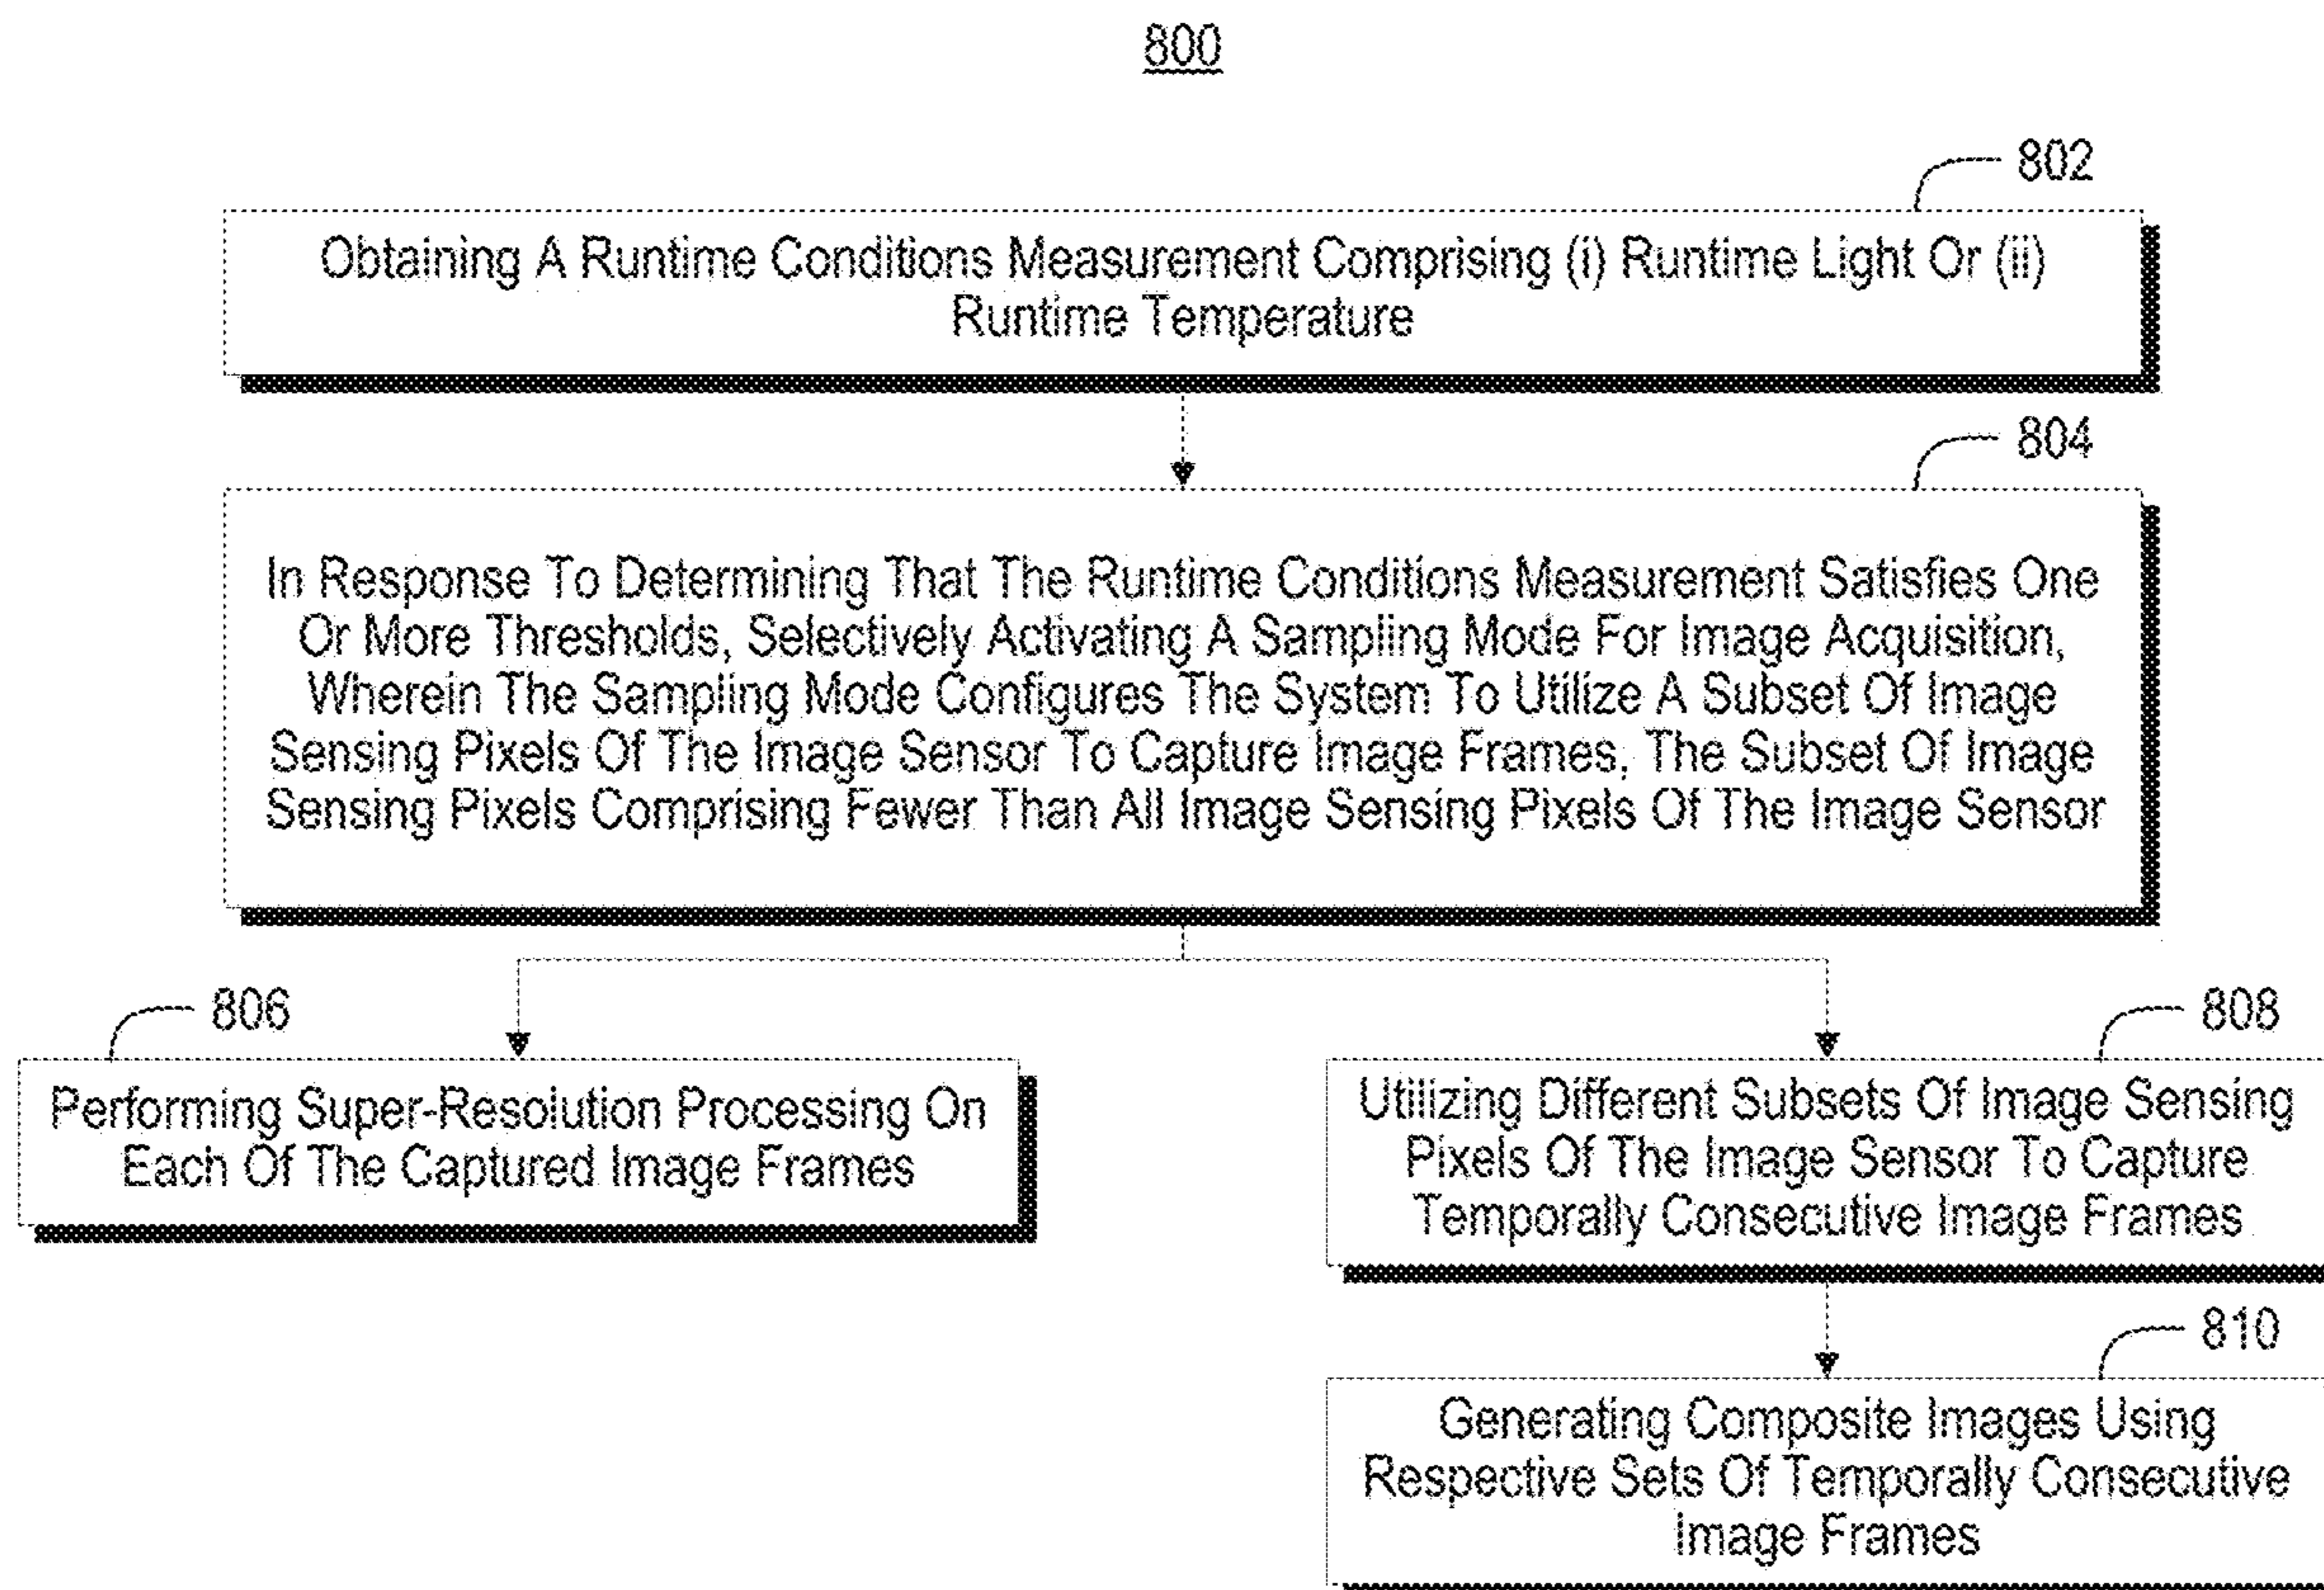 800
802
Obtaining A Runtime Conditions Measurement Comprising (i) Runtime Light Or (ii)
Runtime Temperature
804
In Response To Determining That The Runtime Conditions Measurement Satisfies One
Or More Thresholds, Selectively Activating A Sampling Mode For Image Acquisition,
Wherein The Sampling Mode Configures The System To Utilize A Subset Of Image
Sensing Pixels Of The Image Sensor To Capture Image Frames, The Subset Of Image
Sensing Pixels Comprising Fewer Than All Image Sensing Pixels Of The Image Sensor
806
Performing Super-Resolution Processing On
Each Of The Captured Image Frames
808
Utilizing Different Subsets Of Image Sensing
Pixels Of The Image Sensor To Capture
Temporally Consecutive Image Frames
810
Generating Composite Images Using
Respective Sets Of Temporally Consecutive
Image Frames